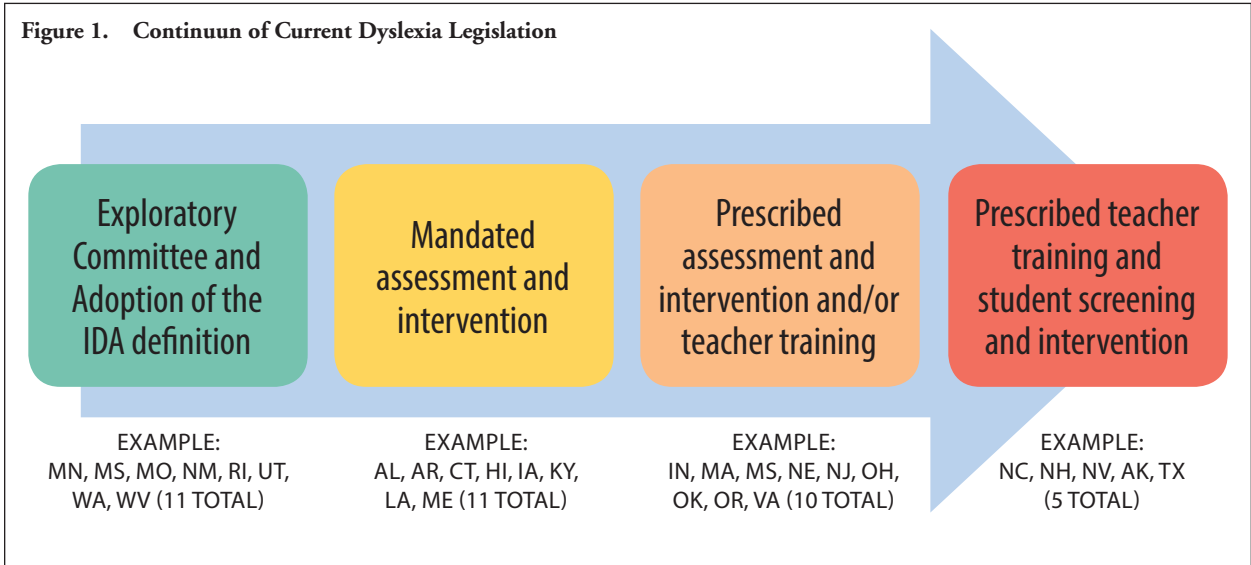 Figure 1. Continuun of Current Dyslexia Legislation
Exploratory
Committee and
Adoption of the
IDA definition
Mandated
assessment and
intervention
Prescribed
assessment and
intervention and/or
teacher training
Prescribed teacher
training and
student screening
and intervention
EXAMPLE:
MN, MS, MO, NM, RI, UT,
WA, WV (11 TOTAL)
EXAMPLE:
AL, AR, CT, HI, IA, KY,
LA, ME (11 TOTAL)
EXAMPLE:
IN, MA, MS, NE, NJ, OH,
OK, OR, VA (10 TOTAL)
EXAMPLE:
NC, NH, NV, AK, TX
(5 TOTAL)